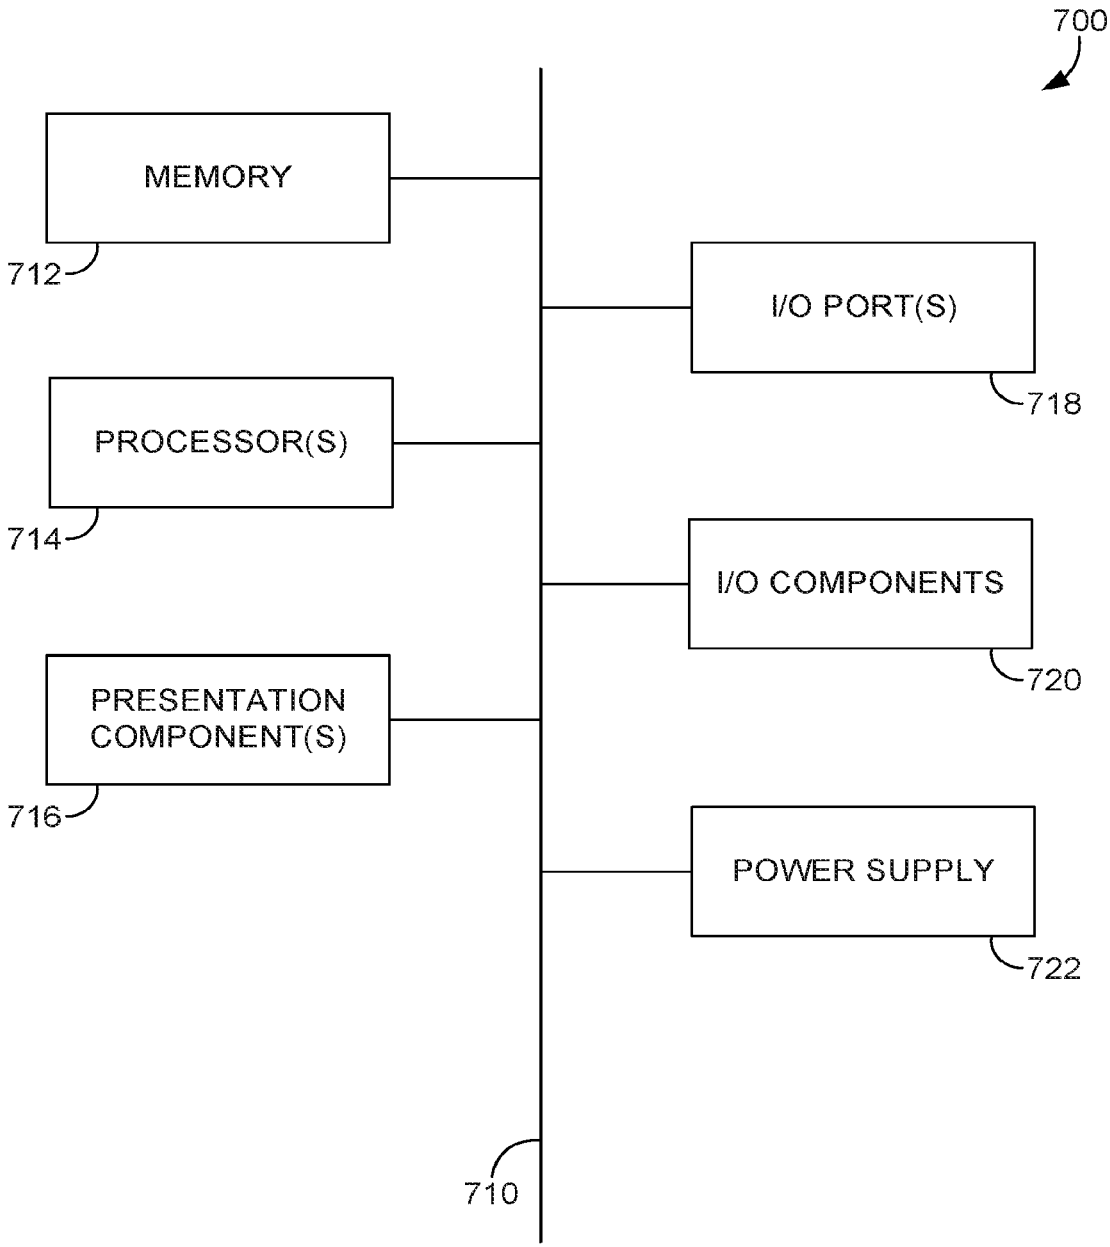 700
MEMORY
712
I/O PORT(S)
718
PROCESSOR(S)
714
I/O COMPONENTS
720
PRESENTATION
COMPONENT(S)
716
POWER SUPPLY
722
710